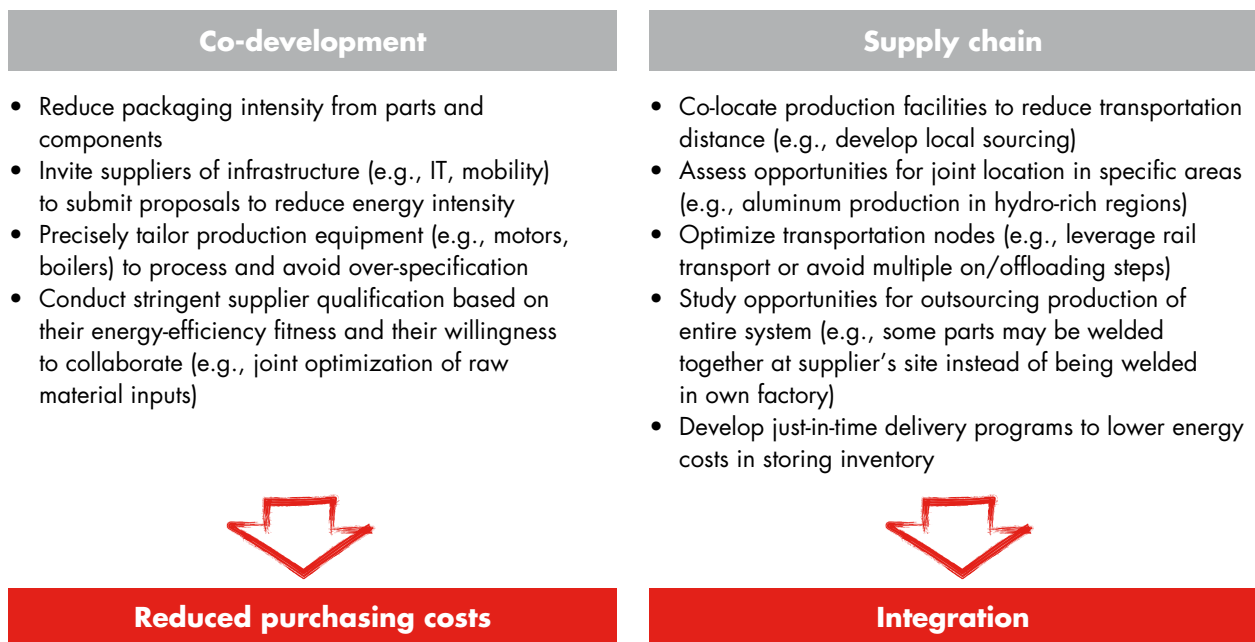 Co-development
• Reduce packaging intensity from parts and
components
• Invite suppliers of infrastructure (e.g., IT, mobility)
to submit proposals to reduce energy intensity
• Precisely tailor production equipment (e.g., motors,
boilers) to process and avoid over-specification
• Conduct stringent supplier qualification based on
their energy-efficiency fitness and their willingness
to collaborate (e.g., joint optimization of raw
material inputs)
Reduced purchasing costs
Supply chain
• Co-locate production facilities to reduce transportation
distance (e.g., develop local sourcing)
• Assess opportunities for joint location in specific areas
(e.g., aluminum production in hydro-rich regions)
• Optimize transportation nodes (e.g., leverage rail
transport or avoid multiple on/offloading steps)
• Study opportunities for outsourcing production of
entire system (e.g., some parts may be welded
together at supplier’s site instead of being welded
in own factory)
• Develop just-in-time delivery programs to lower energy
costs in storing inventory
Integration